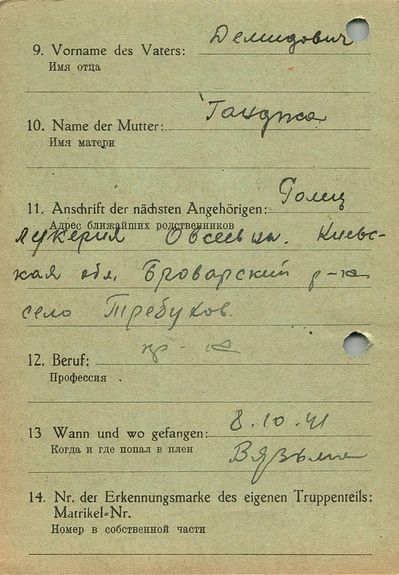 9. Vorname des Vaters: Демидович
Имя отца
10. Name der Mutter: Ганджа
Имя матери
11. Anschrift der nächsten Angehörigen: Голец
Адрес ближайших родственников
лукерия Овсеевна. Киевс-
кая обл. Броварский р-н
село Требухов.
12. Beruf: кр-н
Профессия
13 Wann und wo gefangen: 8.10.41
Когда и где попал в плен Вязьма
14. Nr. der Erkennungsmarke des eigenen Truppenteils:
Matrikel-Nr.
Номер в собственной части